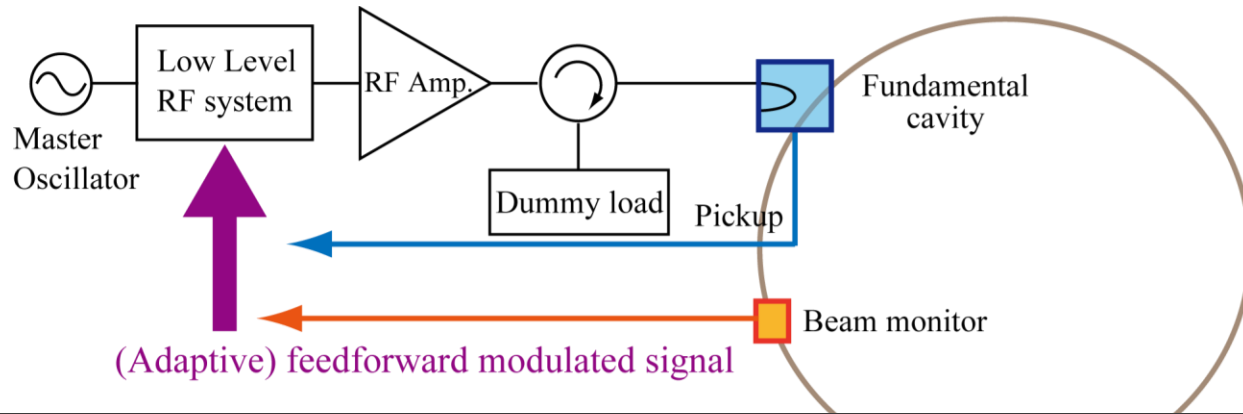 Low Level
RF system
RF Amp.
Master
Oscillator
Dummy load
Fundamental
cavity
Pickup
Beam monitor
(Adaptive) feedforward modulated signal